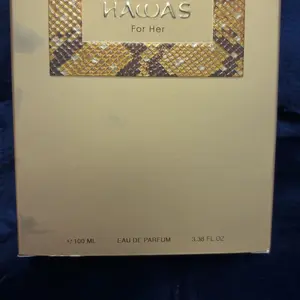 HAWAS
For Her
℮ 100 ML EAU DE PARFUM 3.38 FL.OZ